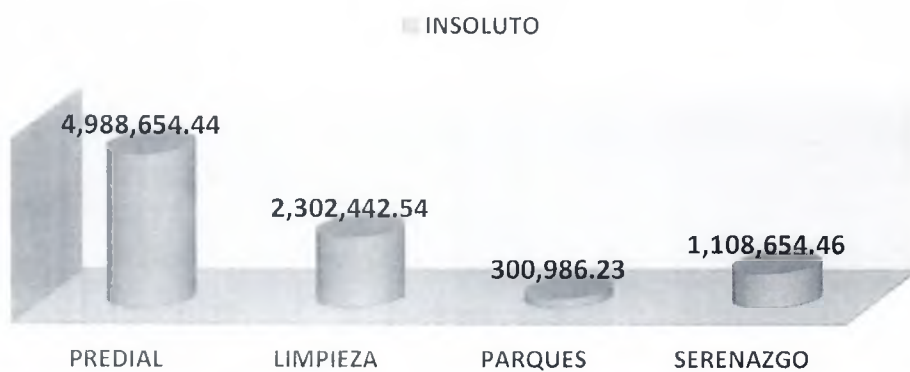 INSOLUTO
4,988,654.44
2,302,442.54
300,986.23
1,108,654.46
PREDIAL LIMPIEZA PARQUES SERENAZGO